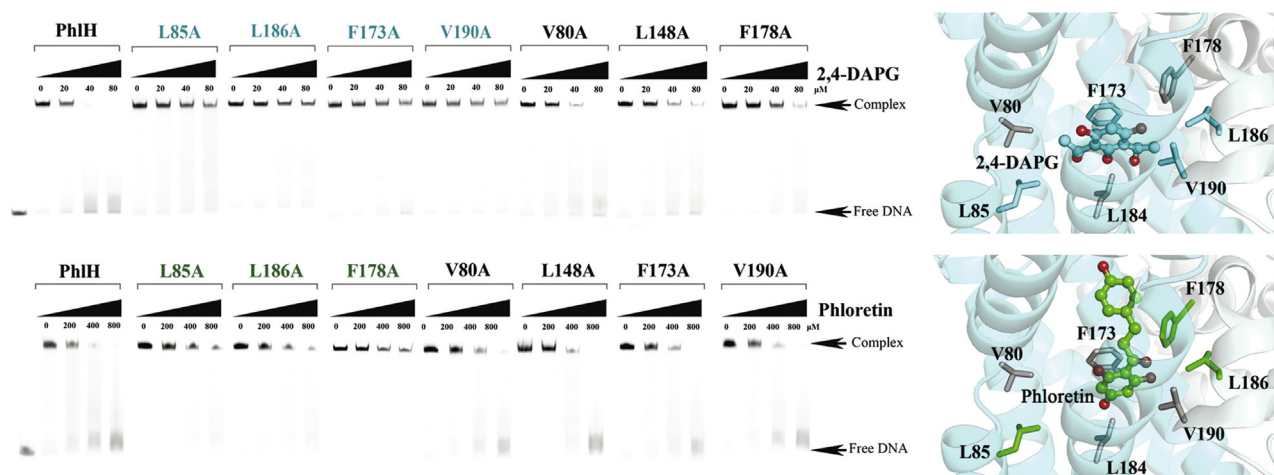 PhlH L85A L186A F173A V190A V80A L148A F178A
2,4-DAPG
0 20 40 80 0 20 40 80 0 20 40 80 0 20 40 80 0 20 40 80 0 20 40 80 0 20 40 80 0 20 40 80 μM
Complex
Free DNA
F178
F173
V80
L186
2,4-DAPG
V190
L85
L184
PhlH L85A L186A F178A V80A L148A F173A V190A
Phloretin
0 200 400 800 0 200 400 800 0 200 400 800 0 200 400 800 0 200 400 800 0 200 400 800 0 200 400 800 0 200 400 800 μM
Complex
Free DNA
F178
F173
V80
L186
Phloretin
V190
L85
L184